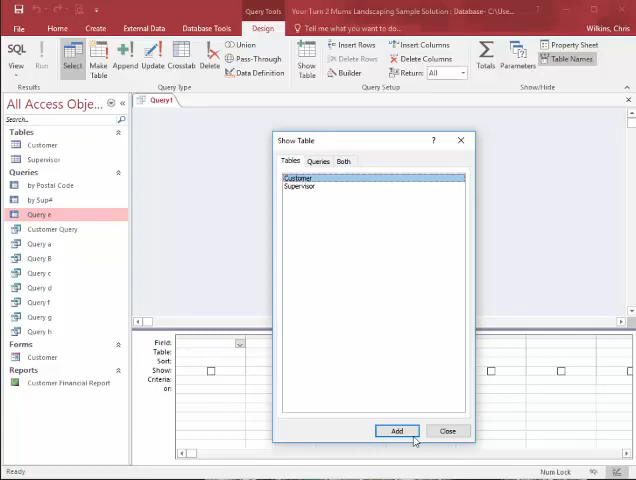 Query Tools
Your Turn 2 Mums Landscaping Sample Solution : Database- C:\Use...
Wilkins, Chris
File
Home
Create
External Data
Database Tools
Design
Tell me what you want to do...
SQL
View
Run
Results
Select
Make Table
Append
Update
Crosstab
Delete
Union
Pass-Through
Data Definition
Query Type
Show Table
Insert Rows
Delete Rows
Builder
Insert Columns
Delete Columns
Return: All
Query Setup
Totals
Parameters
Property Sheet
Table Names
Show/Hide
All Access Obje...
Search...
Tables
Customer
Supervisor
Queries
by Postal Code
by Sup#
Query e
Customer Query
Query a
Query B
Query c
Query d
Query f
Query g
Query h
Forms
Customer
Reports
Customer Financial Report
Query1
Show Table
Tables
Queries
Both
Customer
Supervisor
Add
Close
Field:
Table:
Sort:
Show:
Criteria:
or:
Ready
Num Lock
SQL